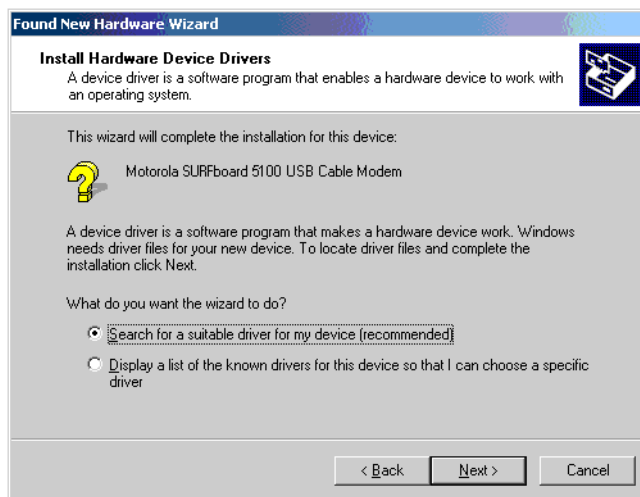 Found New Hardware Wizard
Install Hardware Device Drivers
A device driver is a software program that enables a hardware device to work with
an operating system.
This wizard will complete the installation for this device:
Motorola SURFboard 5100 USB Cable Modem
A device driver is a software program that makes a hardware device work. Windows
needs driver files for your new device. To locate driver files and complete the
installation click Next.
What do you want the wizard to do?
Search for a suitable driver for my device (recommended)
Display a list of the known drivers for this device so that I can choose a specific
driver
< Back Next > Cancel